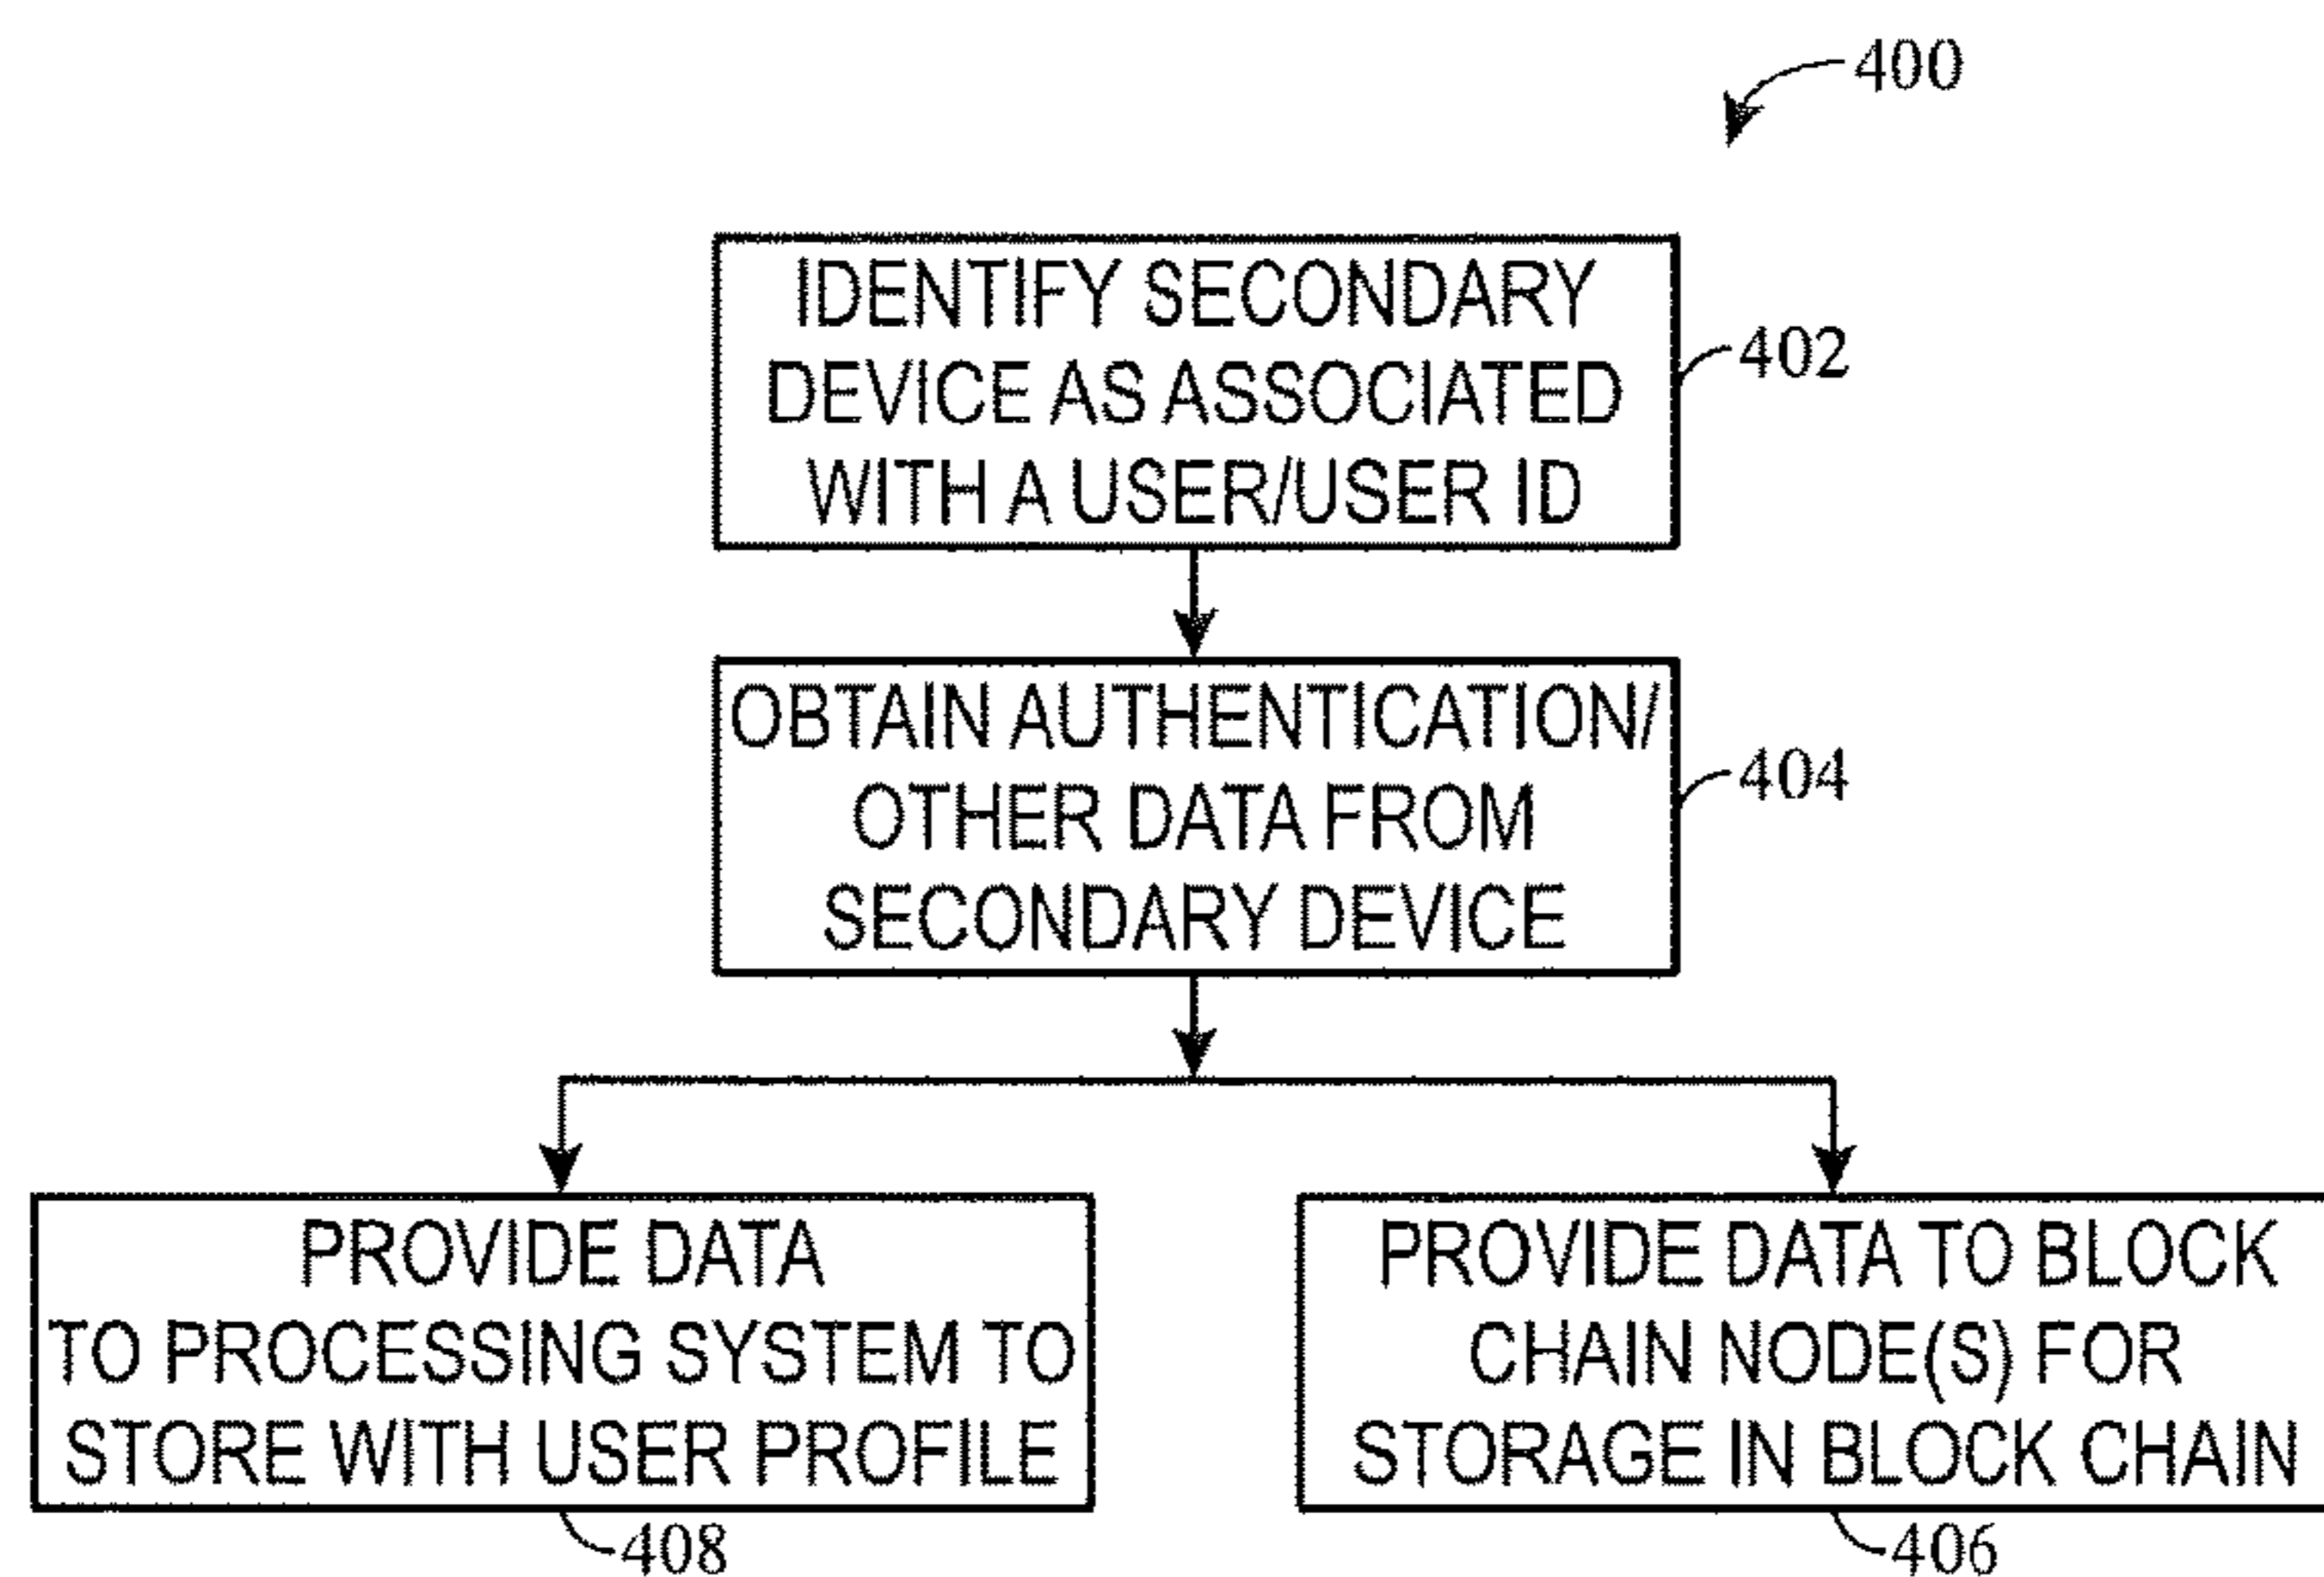 400
IDENTIFY SECONDARY
DEVICE AS ASSOCIATED
WITH A USER/USER ID
402
OBTAIN AUTHENTICATION/
OTHER DATA FROM
SECONDARY DEVICE
404
PROVIDE DATA
TO PROCESSING SYSTEM TO
STORE WITH USER PROFILE
408
PROVIDE DATA TO BLOCK
CHAIN NODE(S) FOR
STORAGE IN BLOCK CHAIN
406